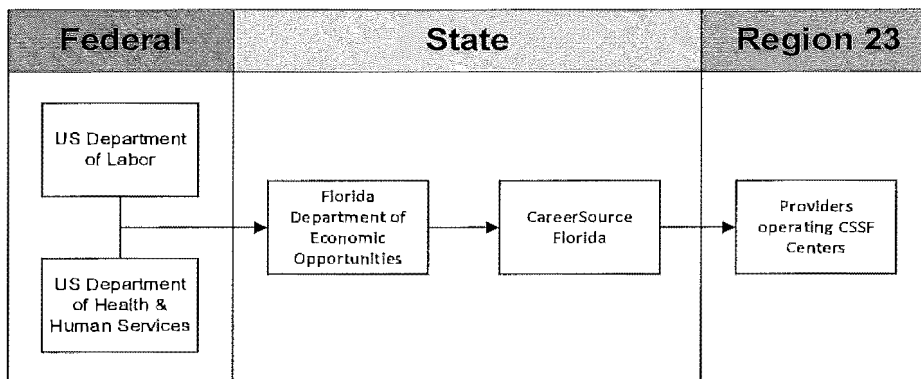 Federal
State
Region 23
US Department
of Labor
US Department
of Health &
Human Services
Florida
Department of
Economic
Opportunities
CareerSource
Florida
Providers
operating CSSF
Centers